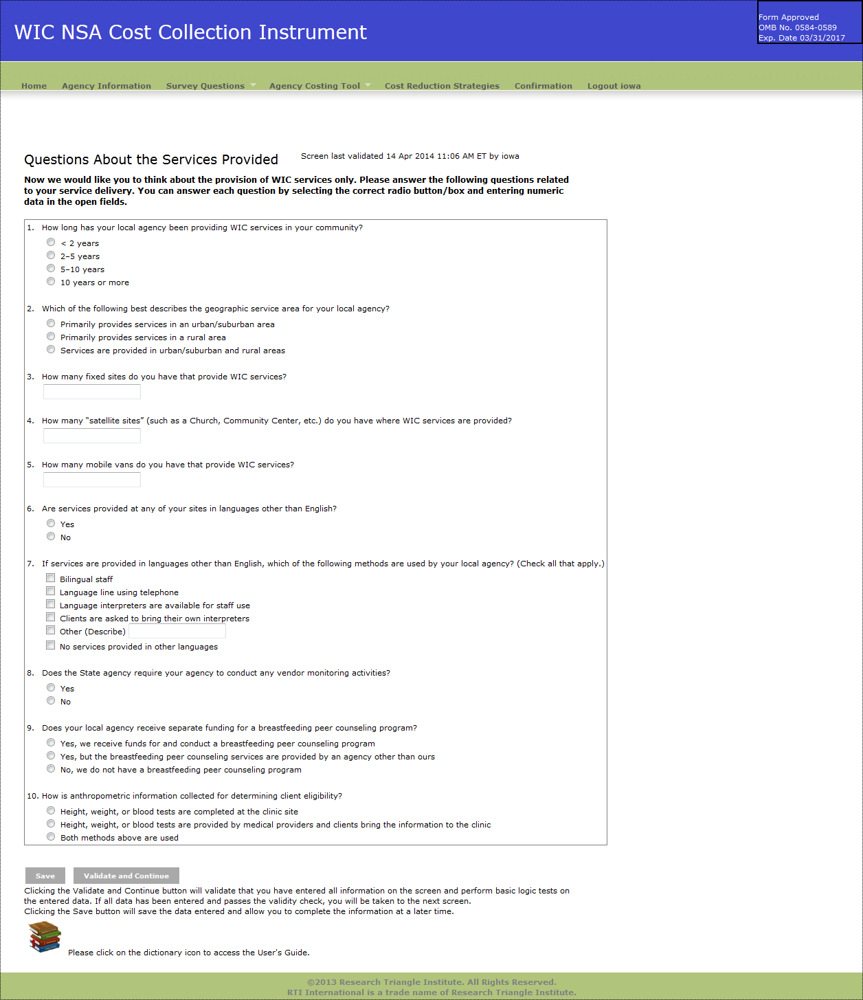 WIC NSA Cost Collection Instrument
Form Approved
OMB No. 0584-0589
Exp. Date 03/31/2017
Home Agency Information Survey Questions Agency Costing Tool Cost Reduction Strategies Confirmation Logout iowa
Questions About the Services Provided Screen last validated 14 Apr 2014 11:06 AM ET by iowa
Now we would like you to think about the provision of WIC services only. Please answer the following questions related
to your service delivery. You can answer each question by selecting the correct radio button/box and entering numeric
data in the open fields.
1. How long has your local agency been providing WIC services in your community?
< 2 years
2–5 years
5–10 years
10 years or more
2. Which of the following best describes the geographic service area for your local agency?
Primarily provides services in an urban/suburban area
Primarily provides services in a rural area
Services are provided in urban/suburban and rural areas
3. How many fixed sites do you have that provide WIC services?
4. How many “satellite sites” (such as a Church, Community Center, etc.) do you have where WIC services are provided?
5. How many mobile vans do you have that provide WIC services?
6. Are services provided at any of your sites in languages other than English?
Yes
No
7. If services are provided in languages other than English, which of the following methods are used by your local agency? (Check all that apply.)
Bilingual staff
Language line using telephone
Language interpreters are available for staff use
Clients are asked to bring their own interpreters
Other (Describe)
No services provided in other languages
8. Does the State agency require your agency to conduct any vendor monitoring activities?
Yes
No
9. Does your local agency receive separate funding for a breastfeeding peer counseling program?
Yes, we receive funds for and conduct a breastfeeding peer counseling program
Yes, but the breastfeeding peer counseling services are provided by an agency other than ours
No, we do not have a breastfeeding peer counseling program
10. How is anthropometric information collected for determining client eligibility?
Height, weight, or blood tests are completed at the clinic site
Height, weight, or blood tests are provided by medical providers and clients bring the information to the clinic
Both methods above are used
Save Validate and Continue
Clicking the Validate and Continue button will validate that you have entered all information on the screen and perform basic logic tests on
the entered data. If all data has been entered and passes the validity check, you will be taken to the next screen.
Clicking the Save button will save the data entered and allow you to complete the information at a later time.
Please click on the dictionary icon to access the User's Guide.
©2013 Research Triangle Institute. All Rights Reserved.
RTI International is a trade name of Research Triangle Institute.